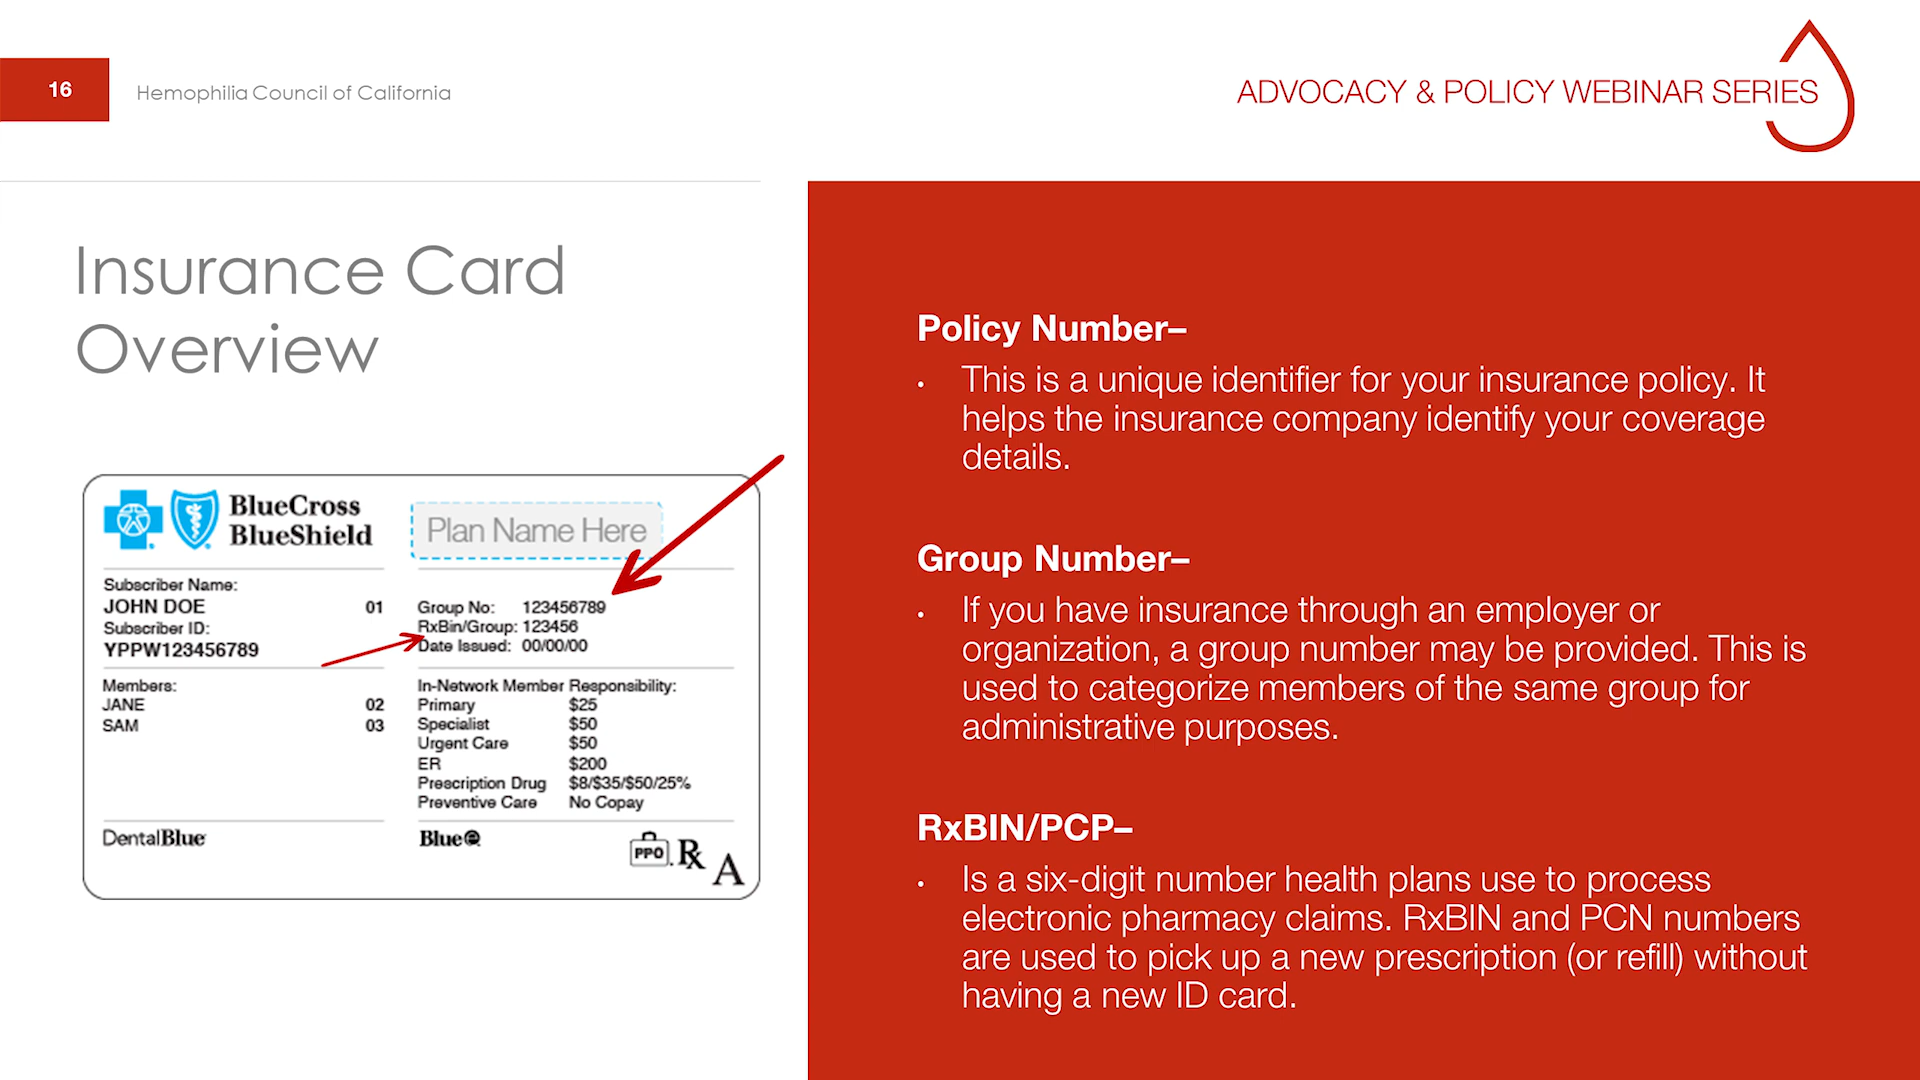 16
Hemophilia Council of California
ADVOCACY & POLICY WEBINAR SERIES
Insurance Card
Overview
BlueCross
BlueShield
Plan Name Here
Subscriber Name:
JOHN DOE 01
Subscriber ID:
YPPW123456789
Group No: 123456789
RxBin/Group: 123456
Date Issued: 00/00/00
Members:
JANE 02
SAM 03
In-Network Member Responsibility:
Primary $25
Specialist $50
Urgent Care $50
ER $200
Prescription Drug $8/$35/$50/25%
Preventive Care No Copay
DentalBlue
Blue e
PPO
Rx
A
Policy Number–
• This is a unique identifier for your insurance policy. It
helps the insurance company identify your coverage
details.
Group Number–
• If you have insurance through an employer or
organization, a group number may be provided. This is
used to categorize members of the same group for
administrative purposes.
RxBIN/PCP–
• Is a six-digit number health plans use to process
electronic pharmacy claims. RxBIN and PCN numbers
are used to pick up a new prescription (or refill) without
having a new ID card.